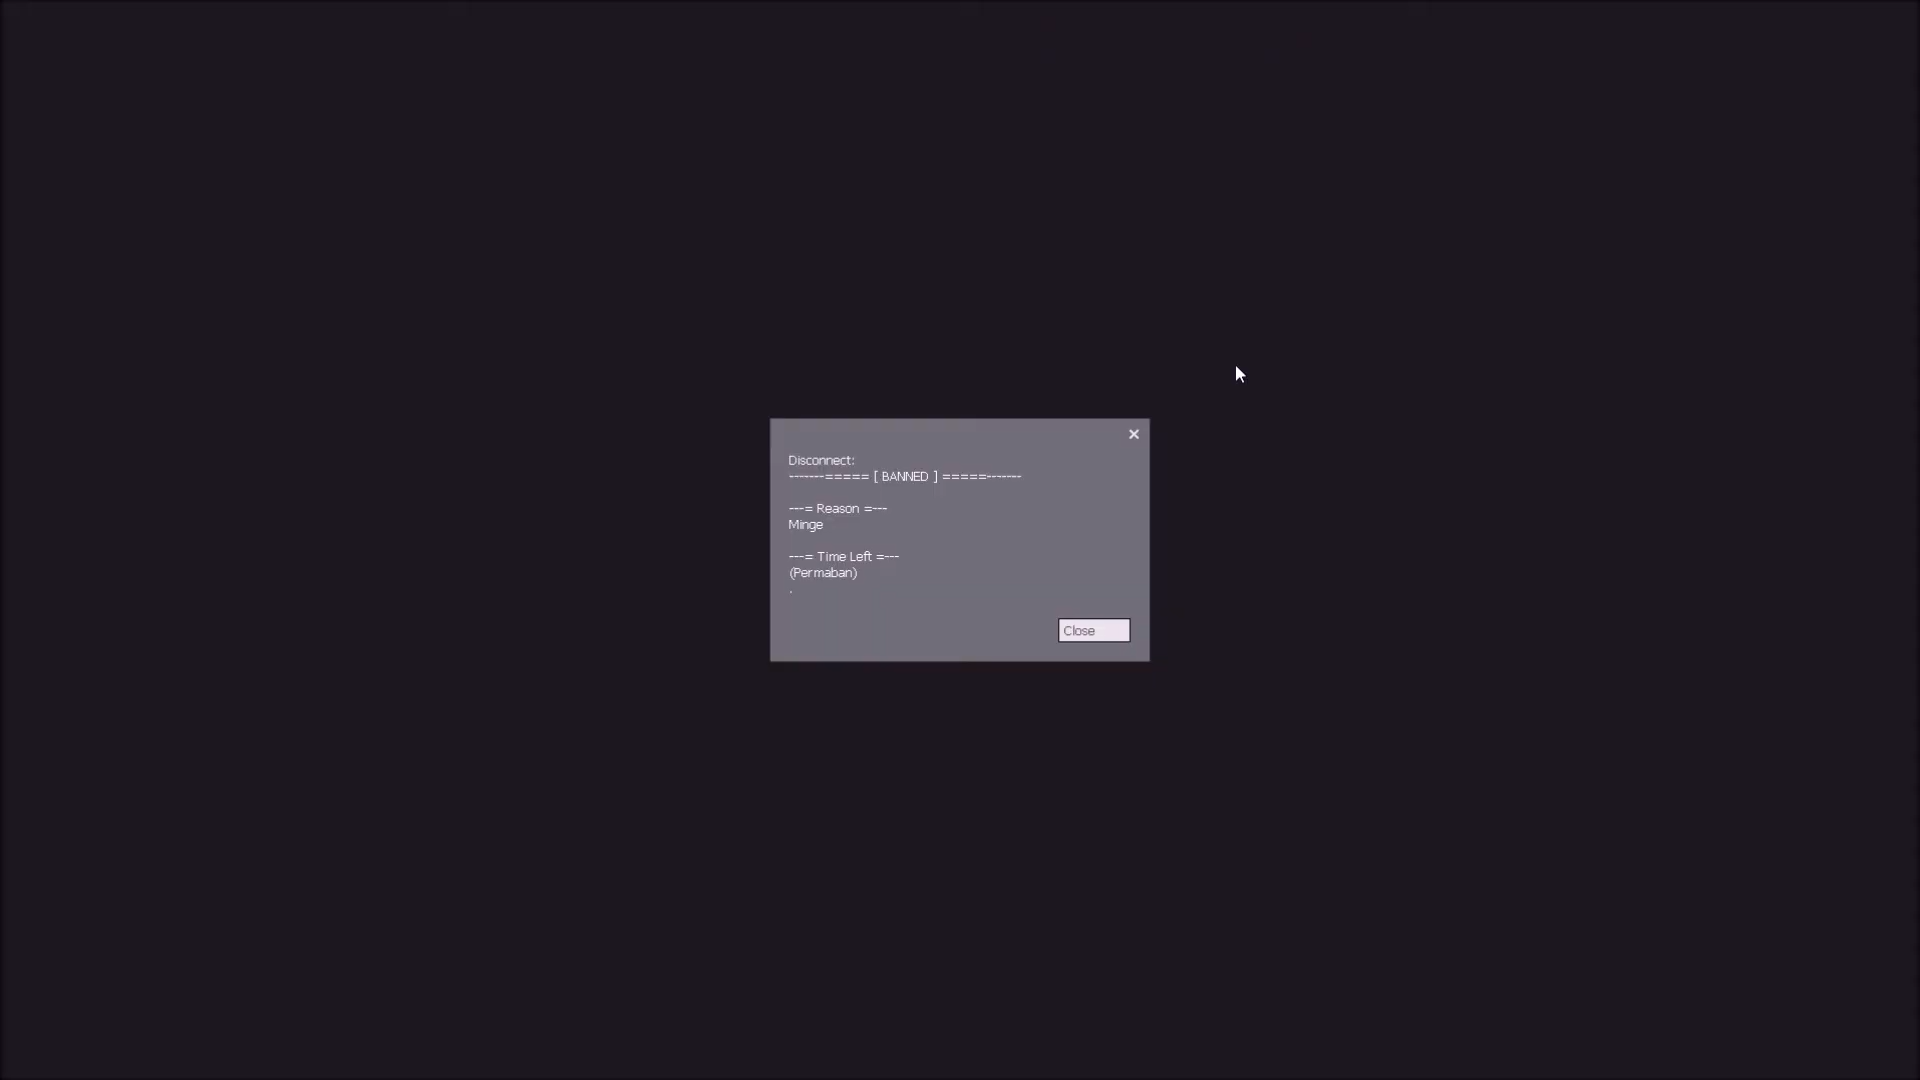 Disconnect:
-------===== [ BANNED ] =====-------
---= Reason =---
Minge
---= Time Left =---
(Permaban)
.
Close